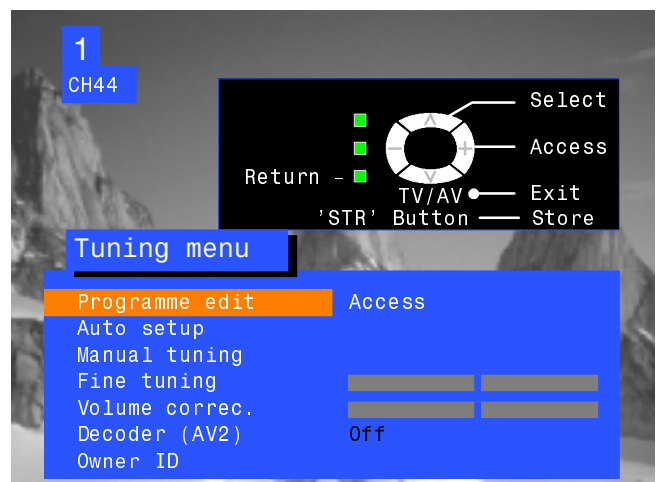 1
CH44
Select
Access
Return –
TV/AV Exit
'STR' Button Store
Tuning menu
Programme edit Access
Auto setup
Manual tuning
Fine tuning
Volume correc.
Decoder (AV2) Off
Owner ID